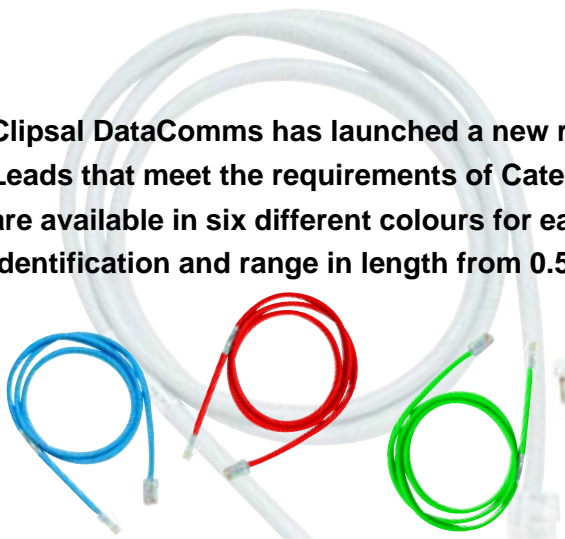 Clipsal DataComms has launched a new r
Leads that meet the requirements of Cate
are available in six different colours for ea
dentification and range in length from 0.5